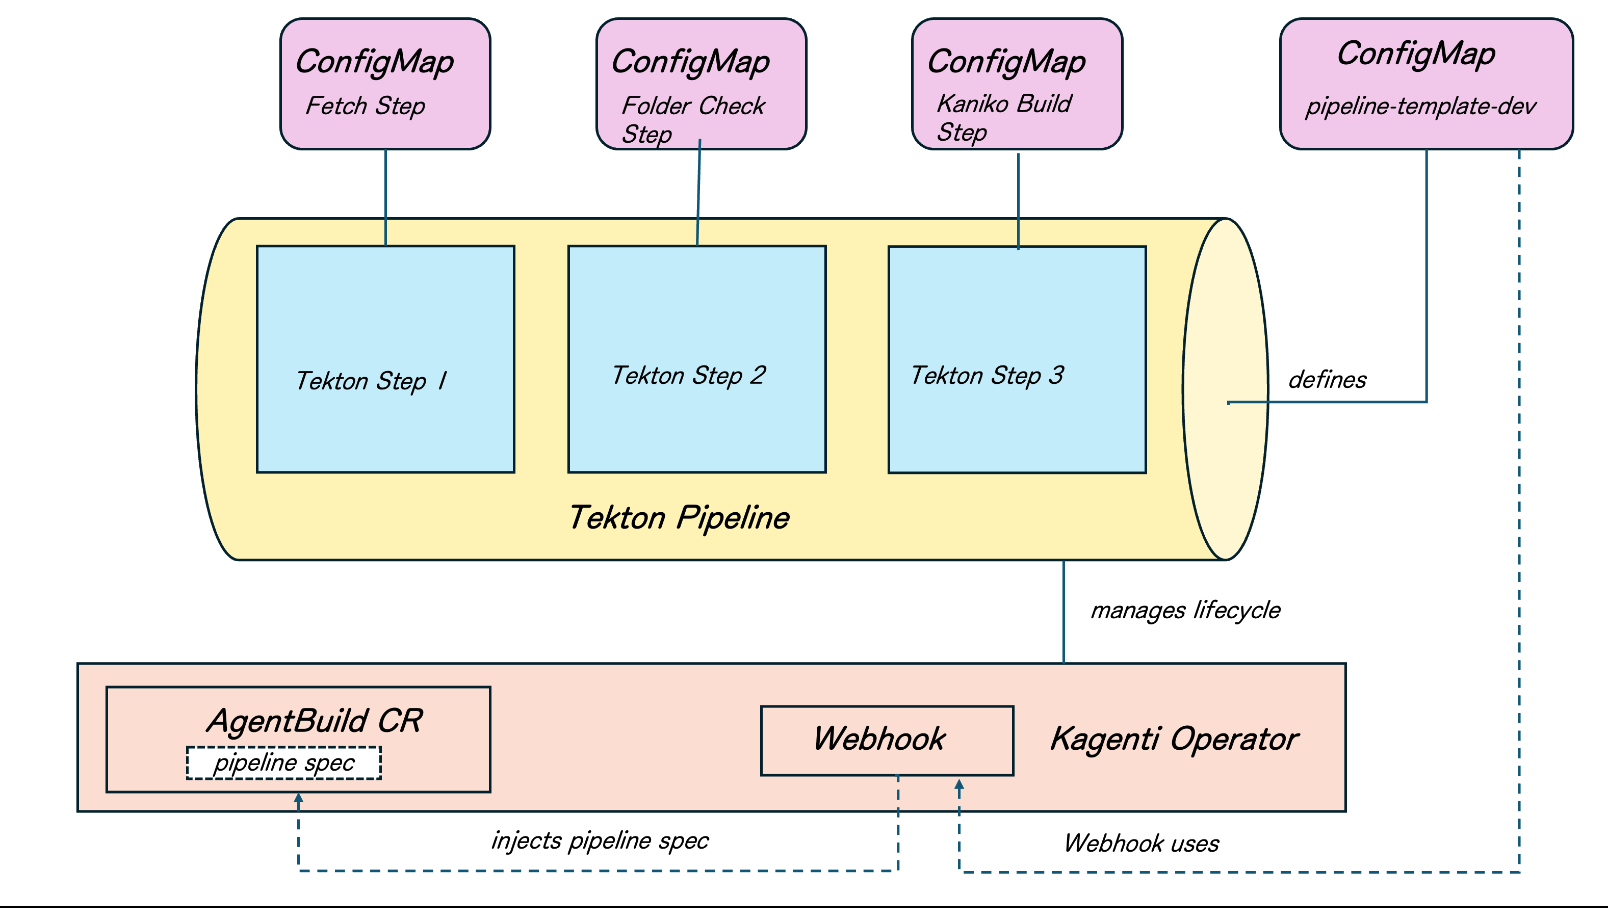 ConfigMap
Fetch Step
ConfigMap
Folder Check
Step
ConfigMap
Kaniko Build
Step
ConfigMap
pipeline-template-dev
Tekton Step 1
Tekton Step 2
Tekton Step 3
defines
Tekton Pipeline
manages lifecycle
AgentBuild CR
pipeline spec
Webhook
Kagenti Operator
injects pipeline spec
Webhook uses